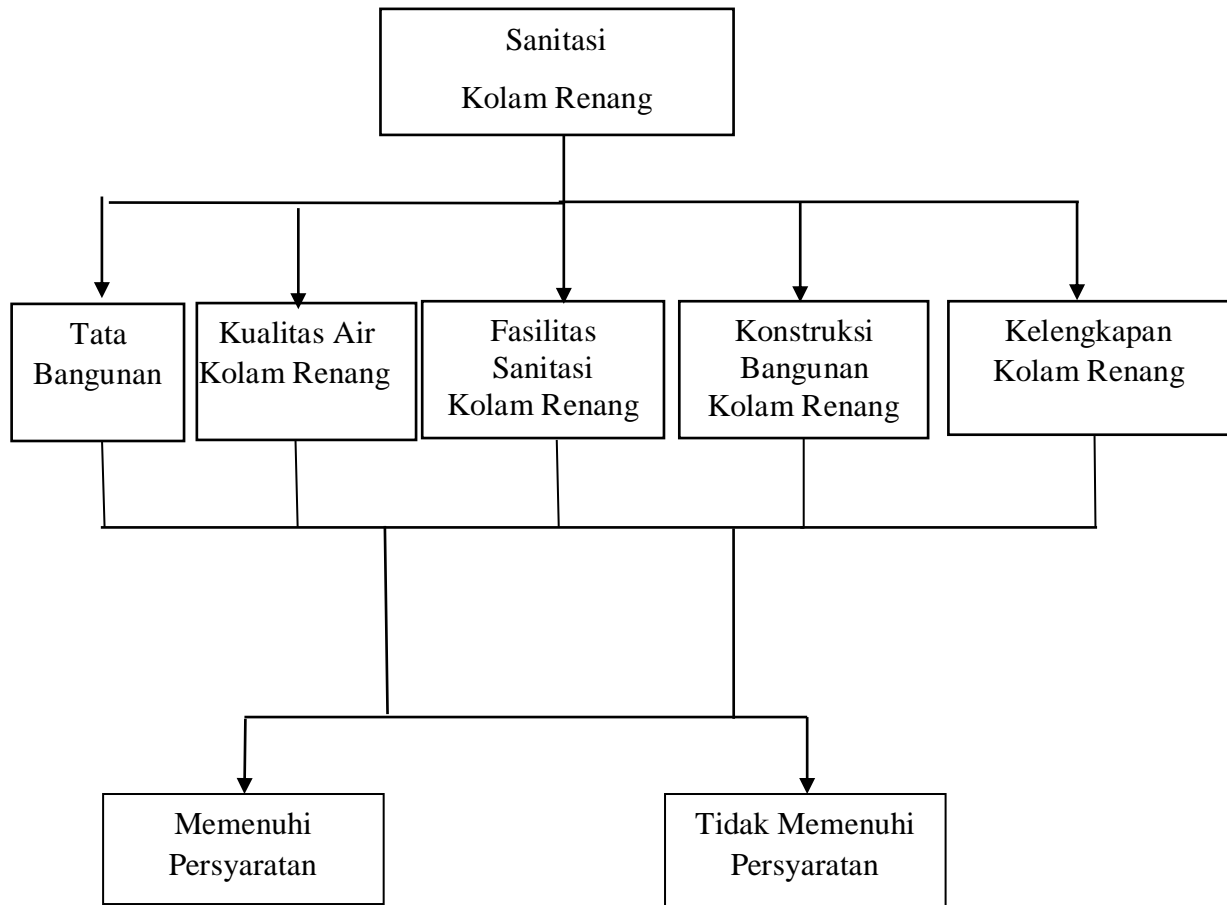 Sanitasi
Kolam Renang
Tata
Bangunan
Kualitas Air
Kolam Renang
Fasilitas
Sanitasi
Kolam Renang
Konstruksi
Bangunan
Kolam Renang
Kelengkapan
Kolam Renang
Memenuhi
Persyaratan
Tidak Memenuhi
Persyaratan